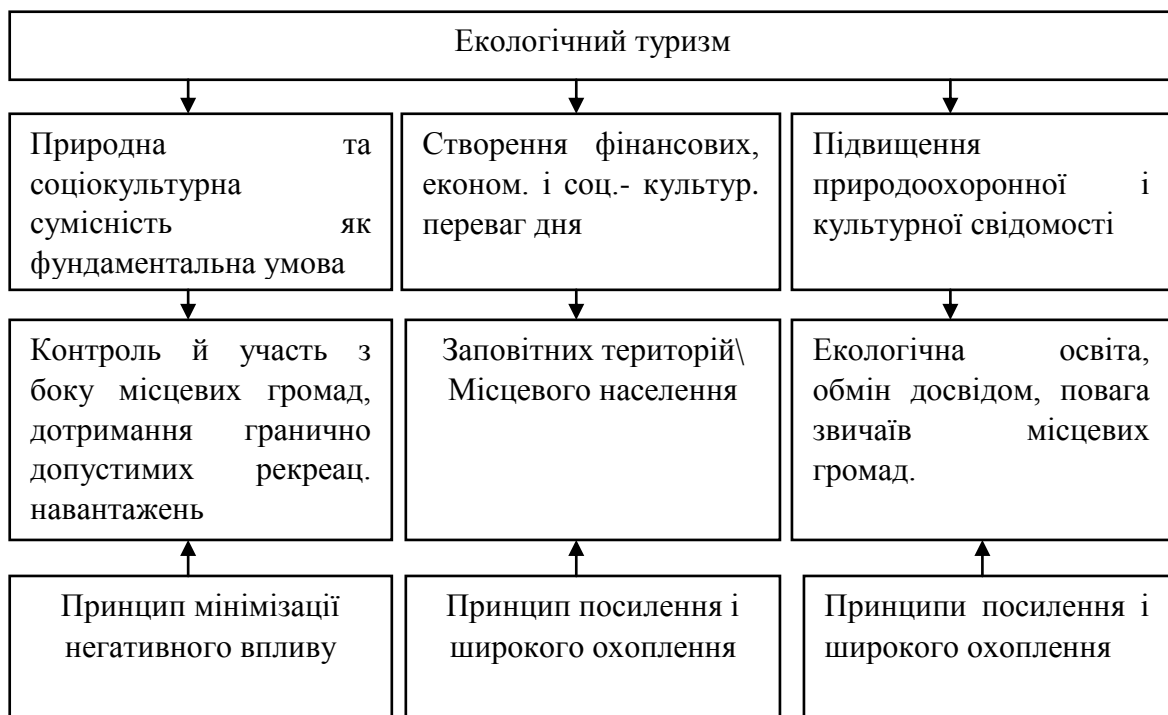 Екологічний туризм
Природна та
соціокультурна
сумісність як
фундаментальна умова
Створення фінансових,
економ. і соц.- культур.
переваг дня
Підвищення
природоохоронної і
культурної свідомості
Контроль й участь з
боку місцевих громад,
дотримання гранично
допустимих рекреац.
навантажень
Заповітних територій\
Місцевого населення
Екологічна освіта,
обмін досвідом, повага
звичаїв місцевих
громад.
Принцип мінімізації
негативного впливу
Принцип посилення і
широкого охоплення
Принципи посилення і
широкого охоплення